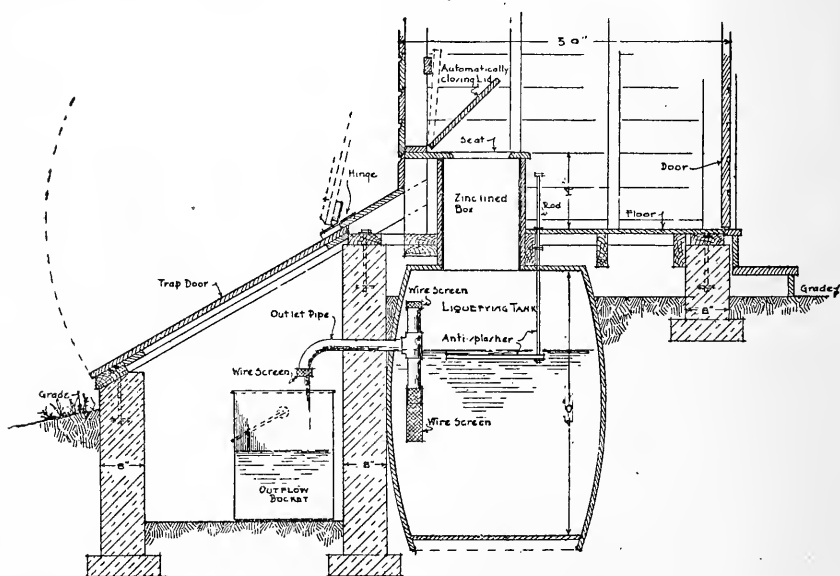 5 0"
Automatically
closing Lid
Seat
Hinge
Door
Zinc lined
Box
Rod
Floor
Trap Door
Wire Screen
LIQUEFYING TANK
Grade
8"
Outlet Pipe
Anti-splasher
Wire Screen
Grade
Wire Screen
8"
8"
OUTFLOW
BUCKET